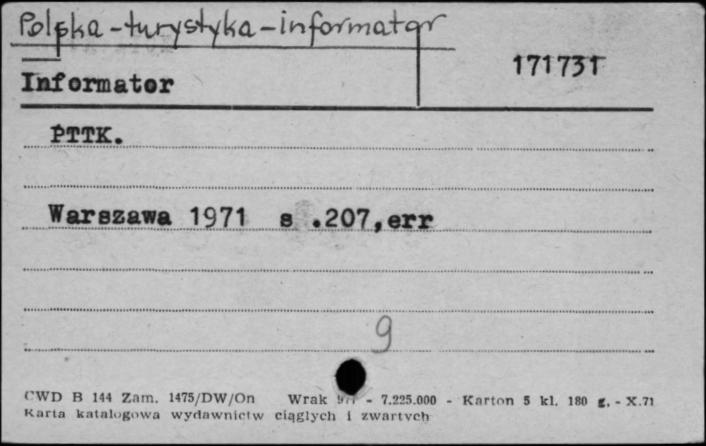 Polska-turystyka-informator
Informator
171731
PTTK.
Warszawa 1971 s .207,err
9
CWD B 144 Zam. 1475/DW/On Wrak - 7.225.000 - Karton 5 kl. 180 g. - X.71
Karta katalogowa wydawnictw ciąglych i zwartych